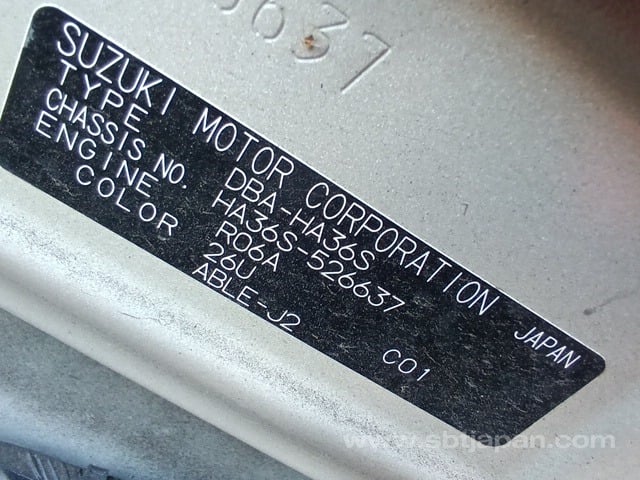 6637
SUZUKI MOTOR CORPORATION JAPAN
TYPE DBA-HA36S
CHASSIS NO. HA36S-526637
ENGINE R06A
COLOR 26U
ABLE-J2 C01
www.sbtjapan.com